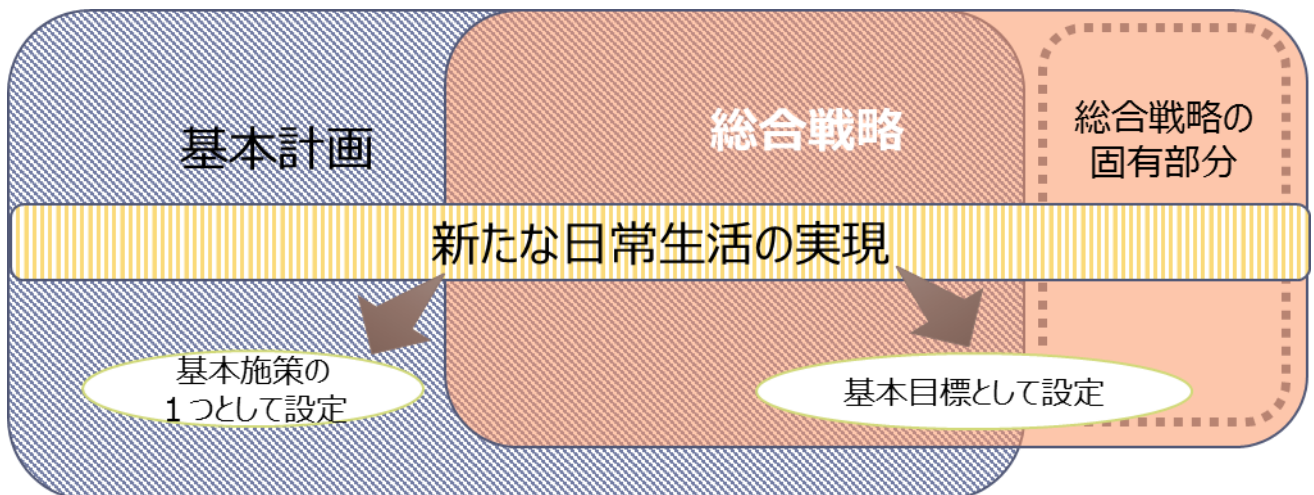 基本計画
総合戦略
総合戦略の
固有部分
新たな日常生活の実現
基本施策の
１つとして設定
基本目標として設定